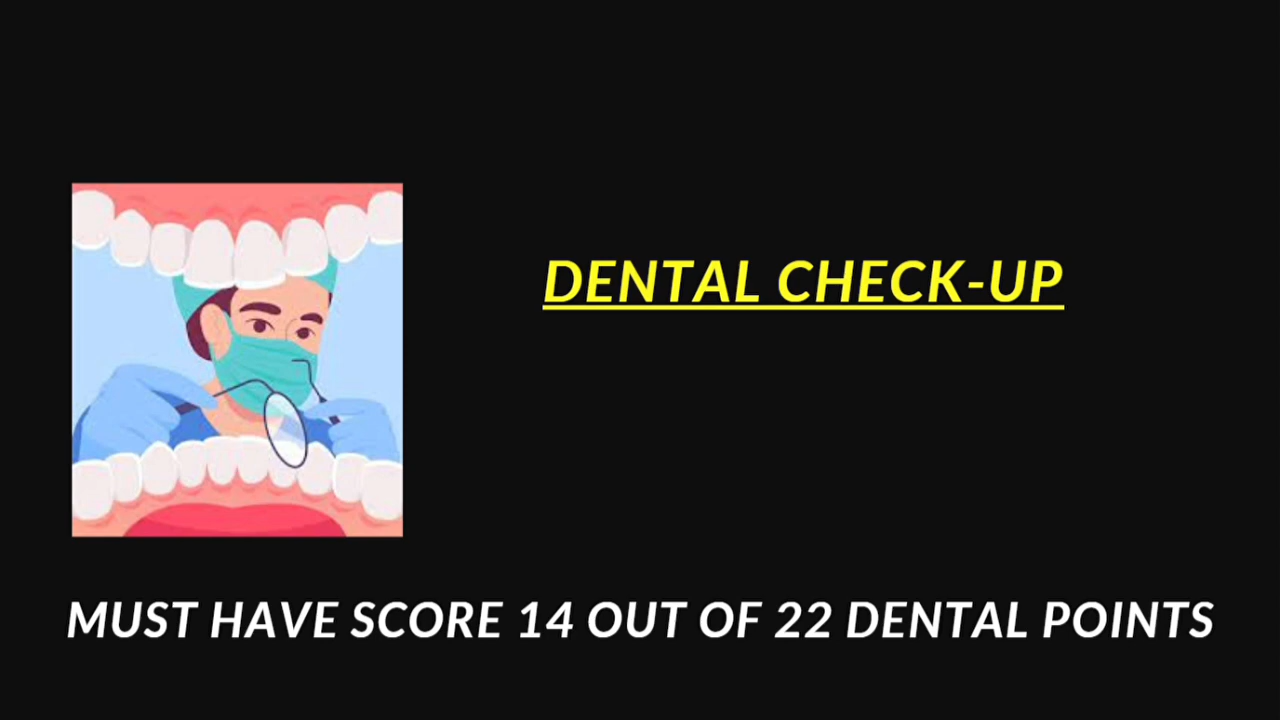 DENTAL CHECK-UP
MUST HAVE SCORE 14 OUT OF 22 DENTAL POINTS